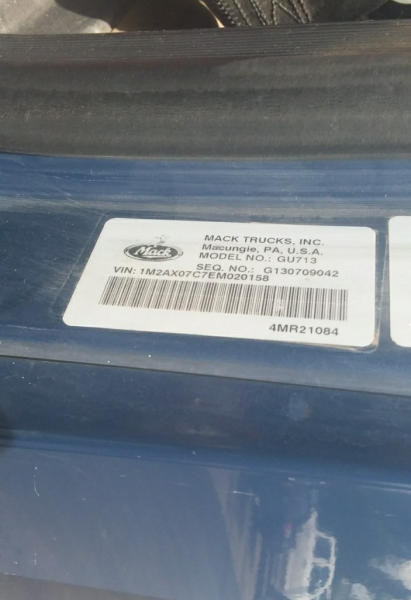 Mack
MACK TRUCKS, INC.
Macungie, PA, U.S.A.
MODEL NO.: GU713
SEQ. NO.: G130709042
VIN: 1M2AX07C7EM020158
4MR21084